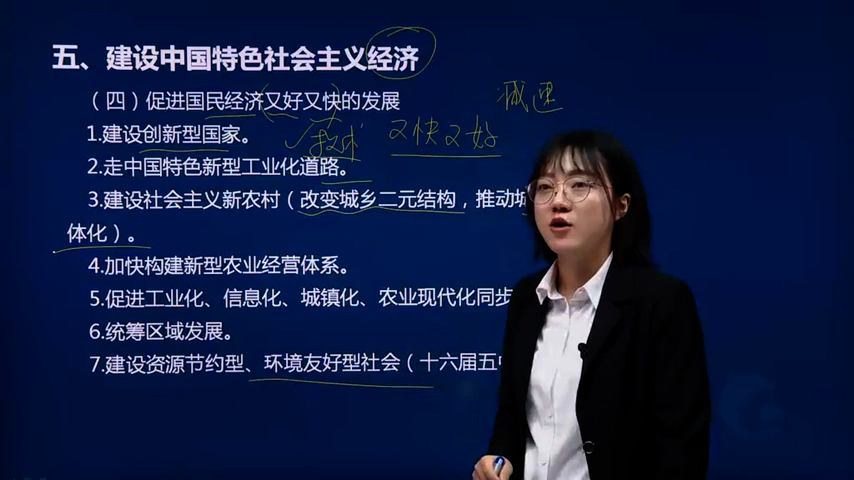 五、建设中国特色社会主义经济
（四）促进国民经济又好又快的发展
减速
1.建设创新型国家。
又快又好
2.走中国特色新型工业化道路。
3.建设社会主义新农村（改变城乡二元结构，推动城
体化）。
4.加快构建新型农业经营体系。
5.促进工业化、信息化、城镇化、农业现代化同步
6.统筹区域发展。
7.建设资源节约型、环境友好型社会（十六届五中